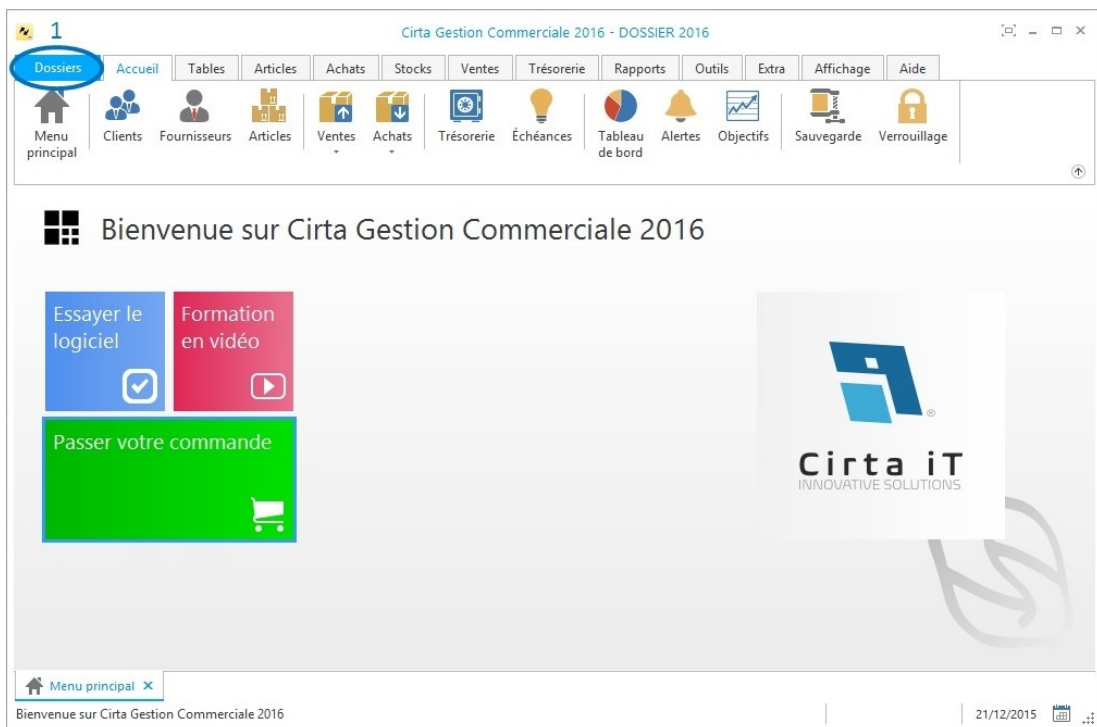 1
Cirta Gestion Commerciale 2016 - DOSSIER 2016
Dossiers Accueil Tables Articles Achats Stocks Ventes Trésorerie Rapports Outils Extra Affichage Aide
Menu principal
Clients
Fournisseurs
Articles
Ventes
Achats
Trésorerie
Échéances
Tableau de bord
Alertes
Objectifs
Sauvegarde
Verrouillage
Bienvenue sur Cirta Gestion Commerciale 2016
Essayer le
logiciel
Formation
en vidéo
Passer votre commande
®
Cirta iT
INNOVATIVE SOLUTIONS
Menu principal
Bienvenue sur Cirta Gestion Commerciale 2016
21/12/2015